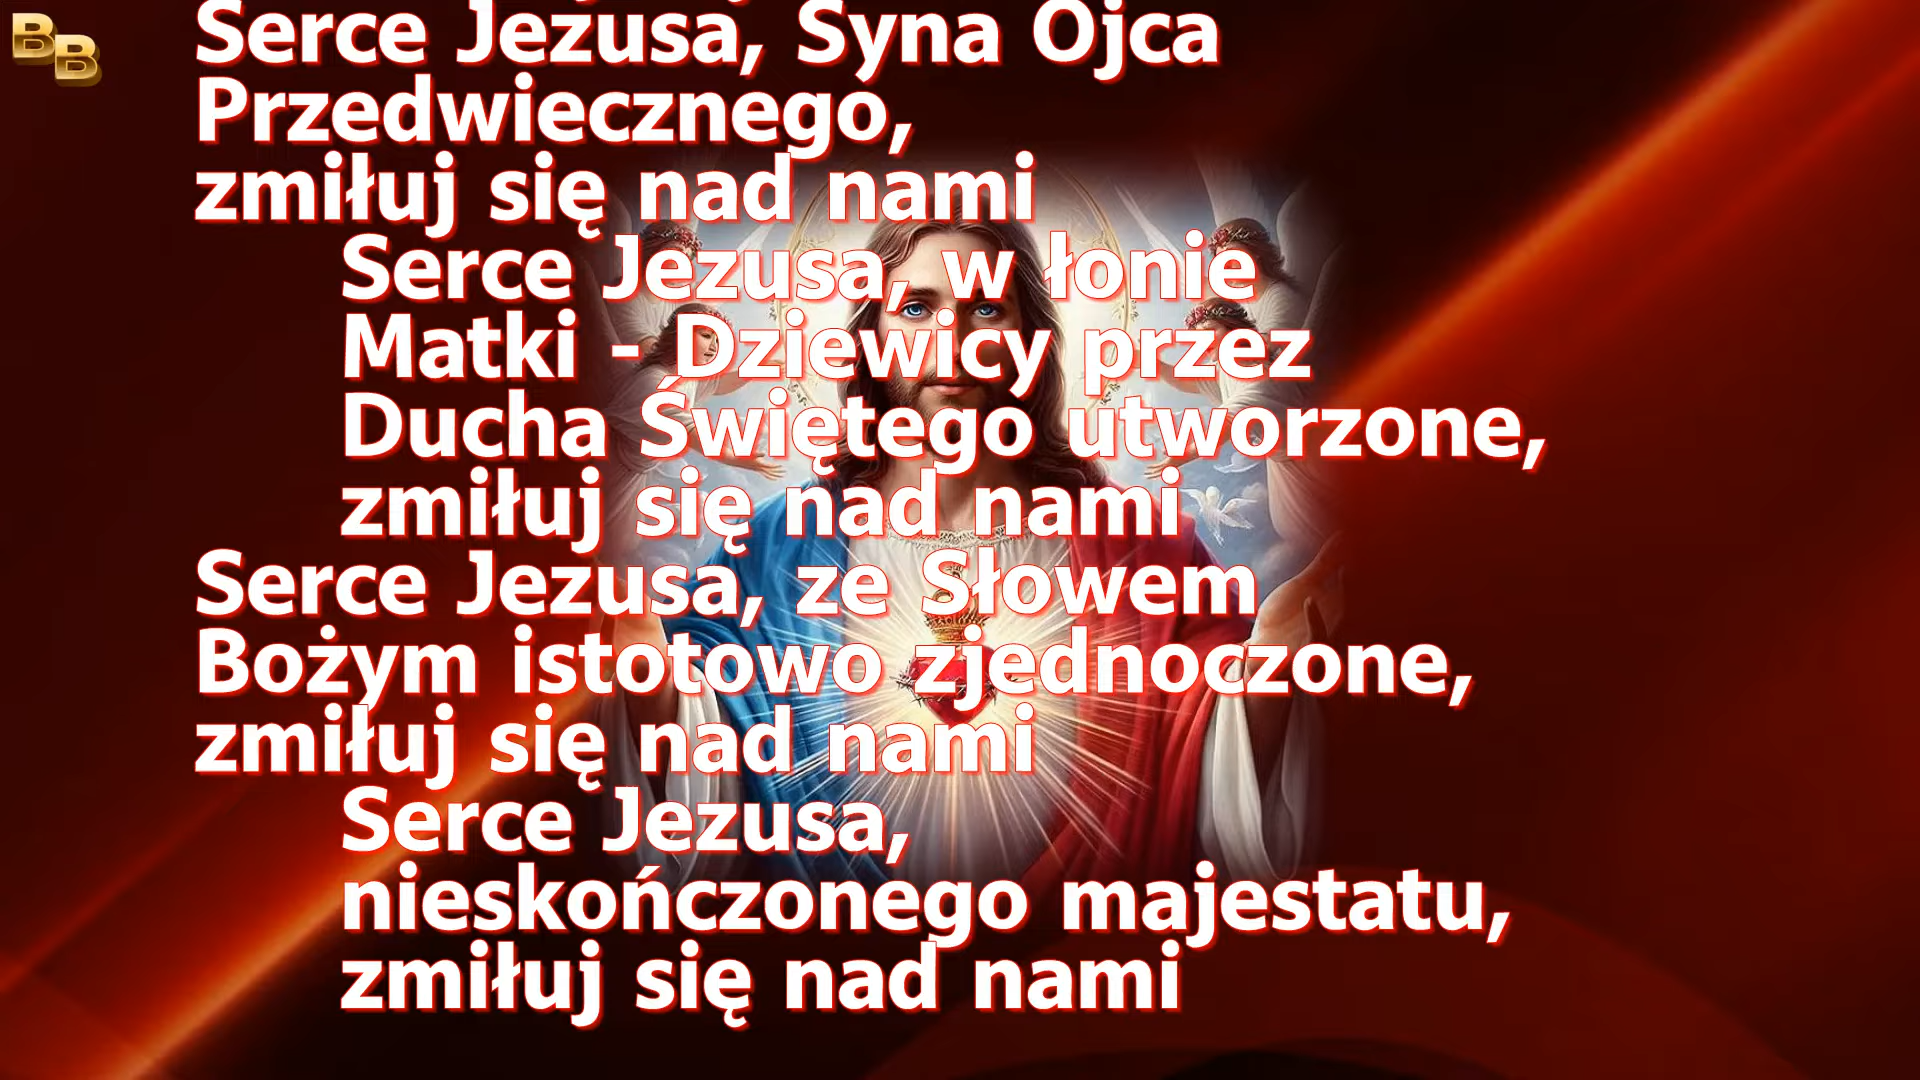 BB
Serce Jezusa, Syna Ojca
Przedwiecznego,
zmiłuj się nad nami
Serce Jezusa, w łonie
Matki - Dziewicy przez
Ducha Świętego utworzone,
zmiłuj się nad nami
Serce Jezusa, ze Słowem
Bożym istotowo zjednoczone,
zmiłuj się nad nami
Serce Jezusa,
nieskończonego majestatu,
zmiłuj się nad nami